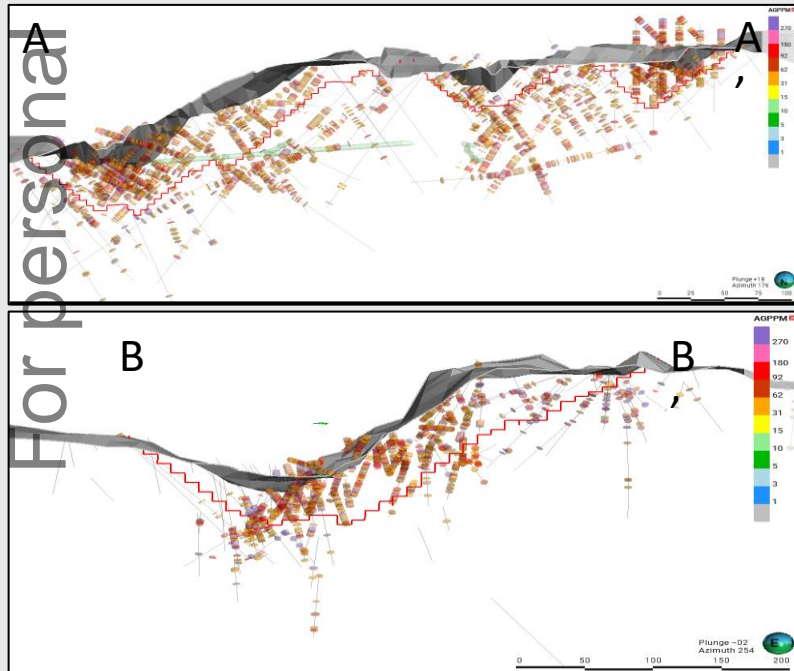 For personal
A
A
,
AGPPM
270
180
92
62
31
15
10
5
3
1
Plunge +18
Azimuth 176
0 25 50 75 100
B
B
,
AGPPM
270
180
92
62
31
15
10
5
3
1
Plunge −02
Azimuth 254
0 50 100 150 200